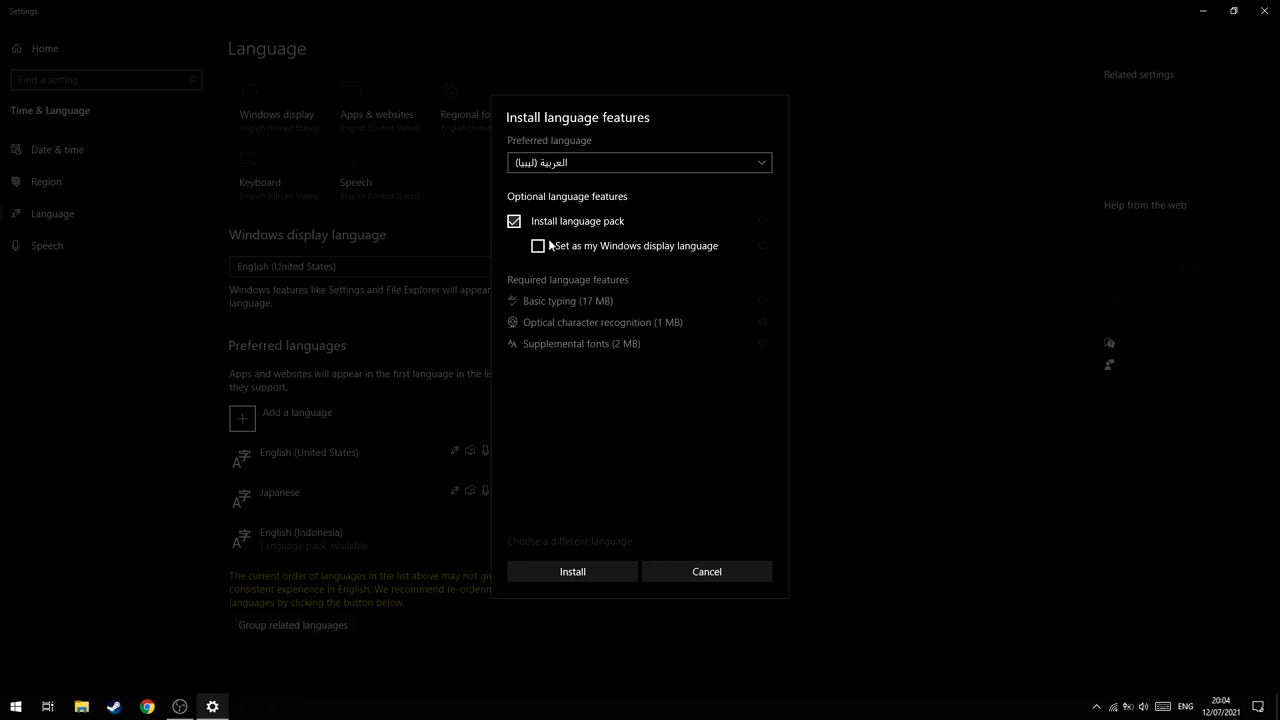 Settings
Home
Find a setting
Time & Language
Date & time
Region
Language
Speech
Language
Windows display
English (United States)
Apps & websites
English (United States)
Regional fo
English (Indon
Keyboard
English (United States)
Speech
English (United States)
Windows display language
English (United States)
Windows features like Settings and File Explorer will appear
language.
Preferred languages
Apps and websites will appear in the first language in the lis
they support.
Add a language
English (United States)
Japanese
English (Indonesia)
Language pack available
The current order of languages in the list above may not giv
consistent experience in English. We recommend re-ordering
languages by clicking the button below.
Group related languages
Install language features
Preferred language
العربية (ليبيا)
Optional language features
Install language pack
Set as my Windows display language
Required language features
Basic typing (17 MB)
Optical character recognition (1 MB)
Supplemental fonts (2 MB)
Choose a different language
Install
Cancel
Related settings
Help from the web
ENG
20:04
12/07/2021